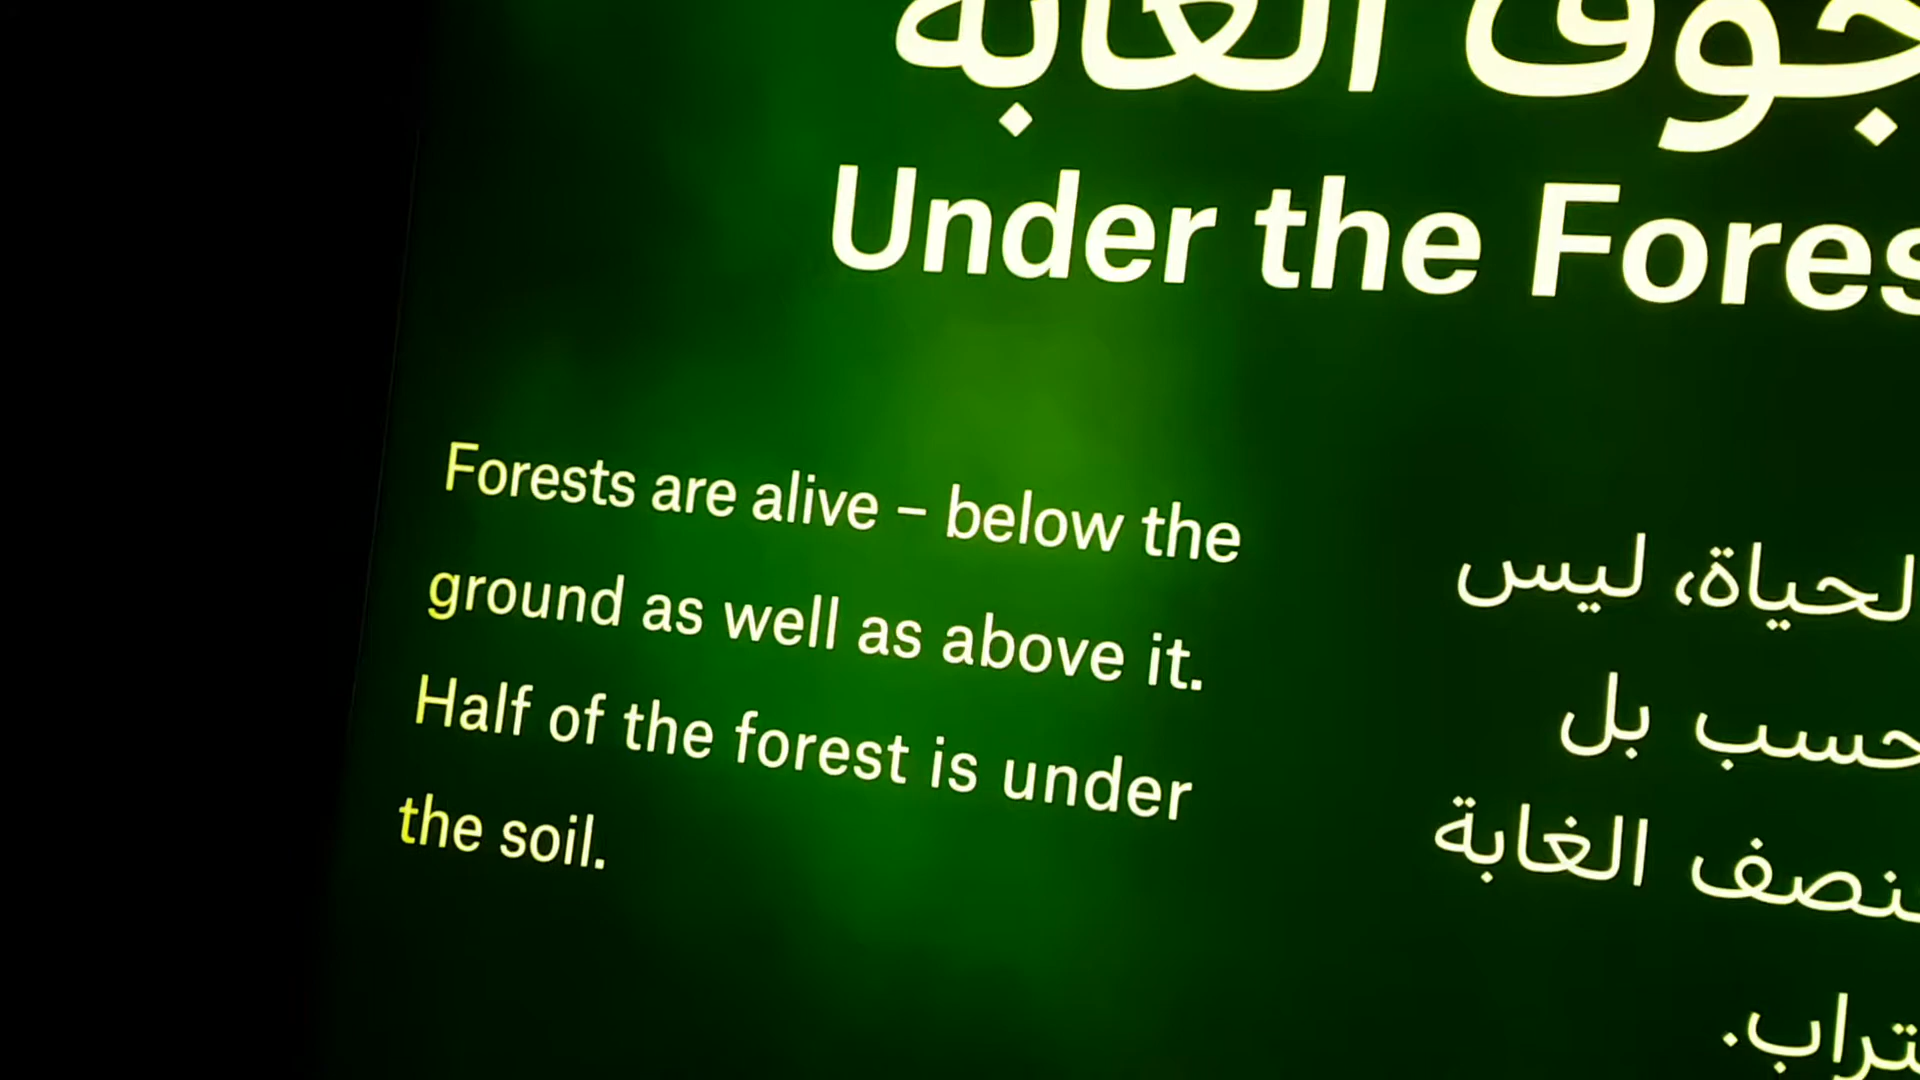 جوف الغابة
Under the Fores
Forests are alive – below the
ground as well as above it.
Half of the forest is under
the soil.
لحياة، ليس
حسب بل
نصف الغابة
تراب.